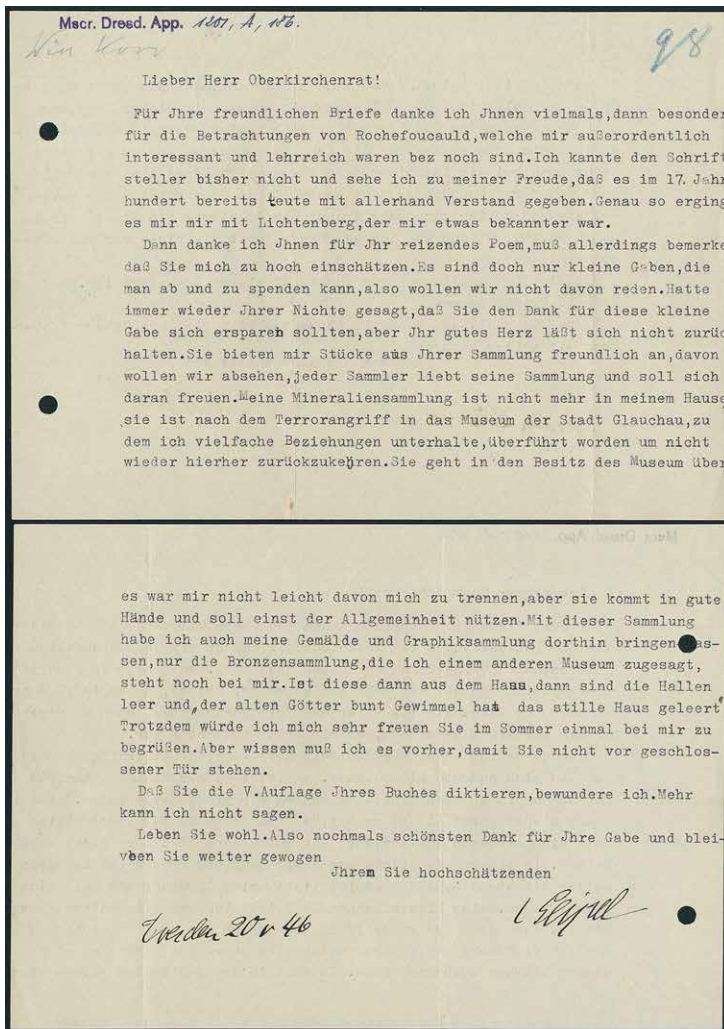 Mscr. Dresd. App. 1201, A, 186.
98
Lieber Herr Oberkirchenrat!
Für Jhre freundlichen Briefe danke ich Jhnen vielmals,dann besonder
für die Betrachtungen von Rochefoucauld,welche mir außerordentlich
interessant und lehrreich waren bez noch sind.Ich kannte den Schrift
steller bisher nicht und sehe ich zu meiner Freude,daß es im 17. Jahr
hundert bereits Leute mit allerhand Verstand gegeben.Genau so erging
es mir mir mit Lichtenberg,der mir etwas bekannter war.
Dann danke ich Jhnen für Jhr reizendes Poem,muß allerdings bemerke
daß Sie mich zu hoch einschätzen.Es sind doch nur kleine Gaben,die
man ab und zu spenden kann,also wollen wir nicht davon reden.Hatte
immer wieder Jhrer Nichte gesagt,daß Sie den Dank für diese kleine
Gabe sich ersparen sollten,aber Jhr gutes Herz läßt sich nicht zurüc
halten.Sie bieten mir Stücke aus Jhrer Sammlung freundlich an,davon
wollen wir absehen,jeder Sammler liebt seine Sammlung und soll sich
daran freuen.Meine Mineraliensammlung ist nicht mehr in meinem Hause
sie ist nach dem Terrorangriff in das Museum der Stadt Glauchau,zu
dem ich vielfache Beziehungen unterhalte,überführt worden um nicht
wieder hierher zurückzukehren.Sie geht in den Besitz des Museum über
es war mir nicht leicht davon mich zu trennen,aber sie kommt in gute
Hände und soll einst der Allgemeinheit nützen.Mit dieser Sammlung
habe ich auch meine Gemälde und Graphiksammlung dorthin bringen as-
sen,nur die Bronzensammlung,die ich einem anderen Museum zugesagt,
steht noch bei mir.Ist diese dann aus dem Haus,dann sind die Hallen
leer und„der alten Götter bunt Gewimmel hat das stille Haus geleert"
Trotzdem würde ich mich sehr freuen Sie im Sommer einmal bei mir zu
begrüßen.Aber wissen muß ich es vorher,damit Sie nicht vor geschlos-
sener Tür stehen.
Daß Sie die V.Auflage Jhres Buches diktieren,bewundere ich.Mehr
kann ich nicht sagen.
Leben Sie wohl.Also nochmals schönsten Dank für Jhre Gabe und blei-
ben Sie weiter gewogen
Jhrem Sie hochschätzenden
Dresden 20 v 46